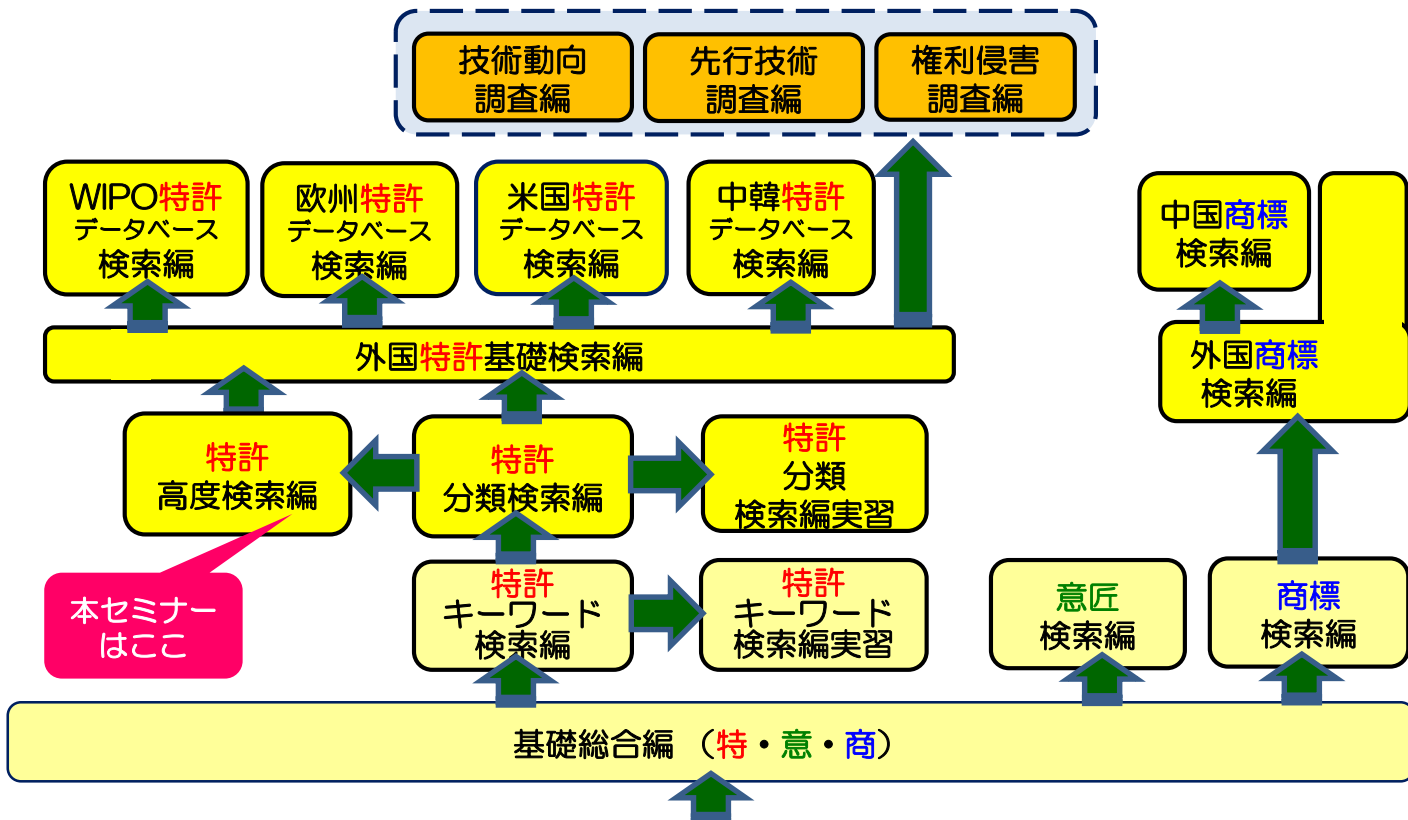 技術動向
調査編
先行技術
調査編
権利侵害
調査編
WIPO特許
データベース
検索編
欧州特許
データベース
検索編
米国特許
データベース
検索編
中韓特許
データベース
検索編
中国商標
検索編
外国特許基礎検索編
外国商標
検索編
特許
高度検索編
特許
分類検索編
特許
分類
検索編実習
本セミナー
はここ
特許
キーワード
検索編
特許
キーワード
検索編実習
意匠
検索編
商標
検索編
基礎総合編 (特・意・商)